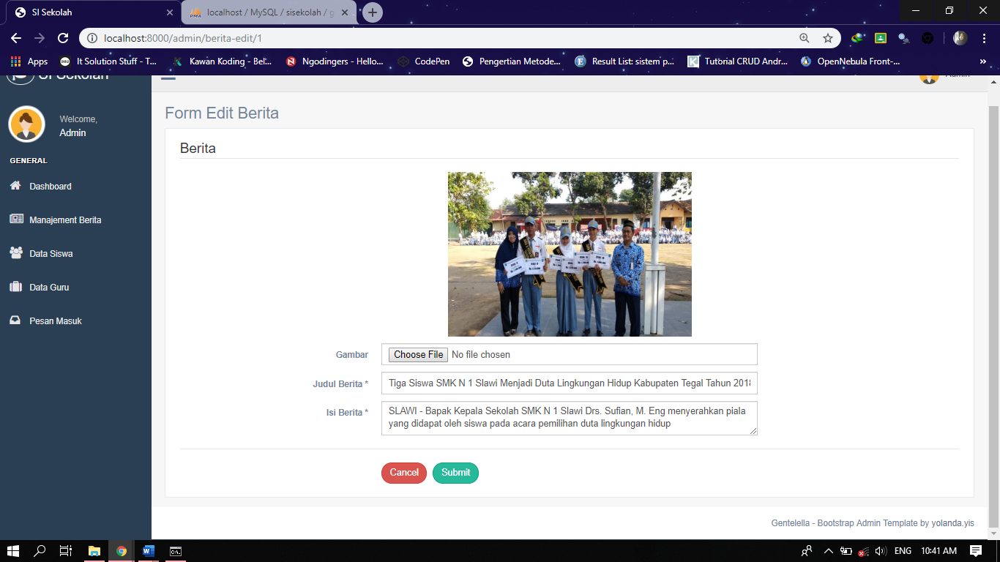 SI Sekolah
localhost / MySQL / sisekolah / g
localhost:8000/admin/berita-edit/1
Apps
It Solution Stuff - T...
Kawan Koding - Bel...
Ngodingers - Hello...
CodePen
Pengertian Metode...
Result List: sistem p...
Tutorial CRUD Andr...
OpenNebula Front-...
»
SI Sekolah
Admin
Welcome,
Admin
GENERAL
Dashboard
Manajement Berita
Data Siswa
Data Guru
Pesan Masuk
Form Edit Berita
Berita
Gambar
Choose File No file chosen
Judul Berita *
Tiga Siswa SMK N 1 Slawi Menjadi Duta Lingkungan Hidup Kabupaten Tegal Tahun 2018
Isi Berita *
SLAWI - Bapak Kepala Sekolah SMK N 1 Slawi Drs. Sufian, M. Eng menyerahkan piala
yang didapat oleh siswa pada acara pemilihan duta lingkungan hidup
Cancel
Submit
Gentelella - Bootstrap Admin Template by yolanda.yis
ENG
10:41 AM